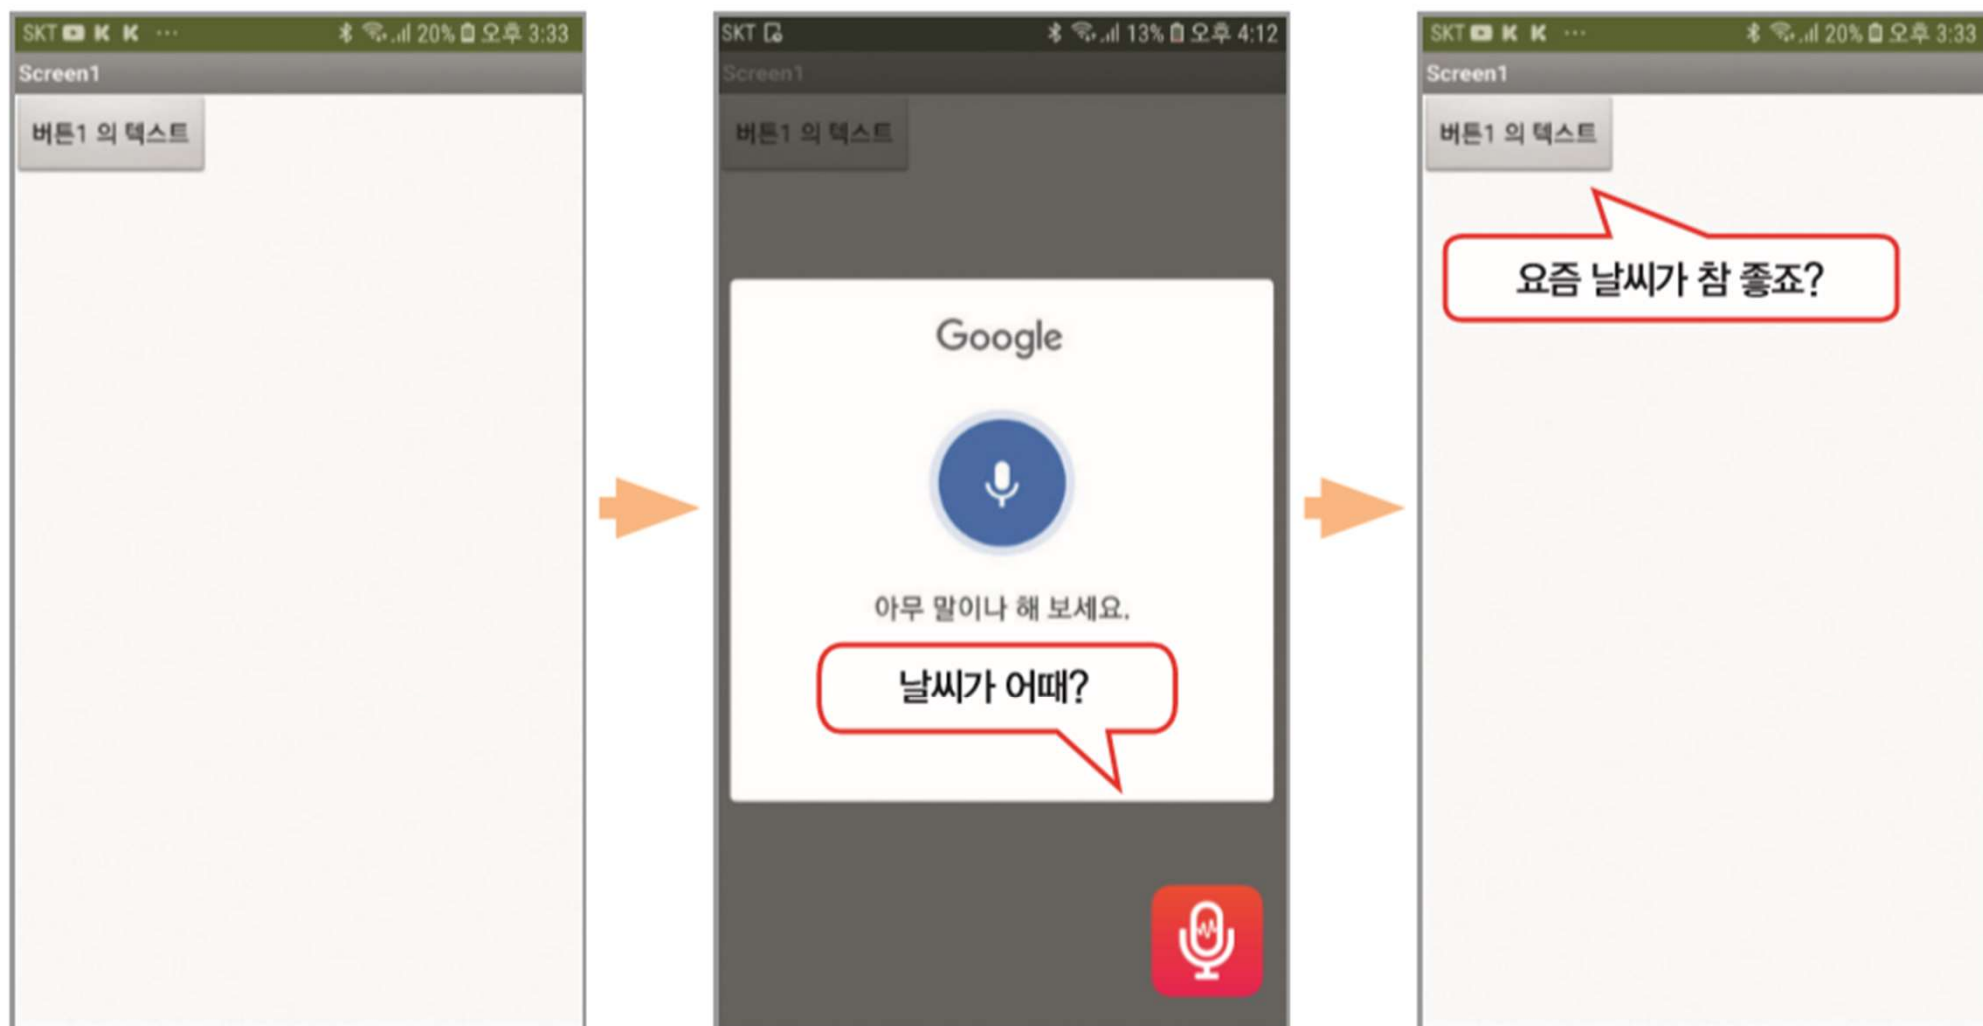 SKT K K ... 20% 오후 3:33
Screen1
버튼1 의 텍스트
SKT 13% 오후 4:12
Screen1
버튼1 의 텍스트
Google
아무 말이나 해 보세요.
날씨가 어때?
SKT K K ... 20% 오후 3:33
Screen1
버튼1 의 텍스트
요즘 날씨가 참 좋죠?